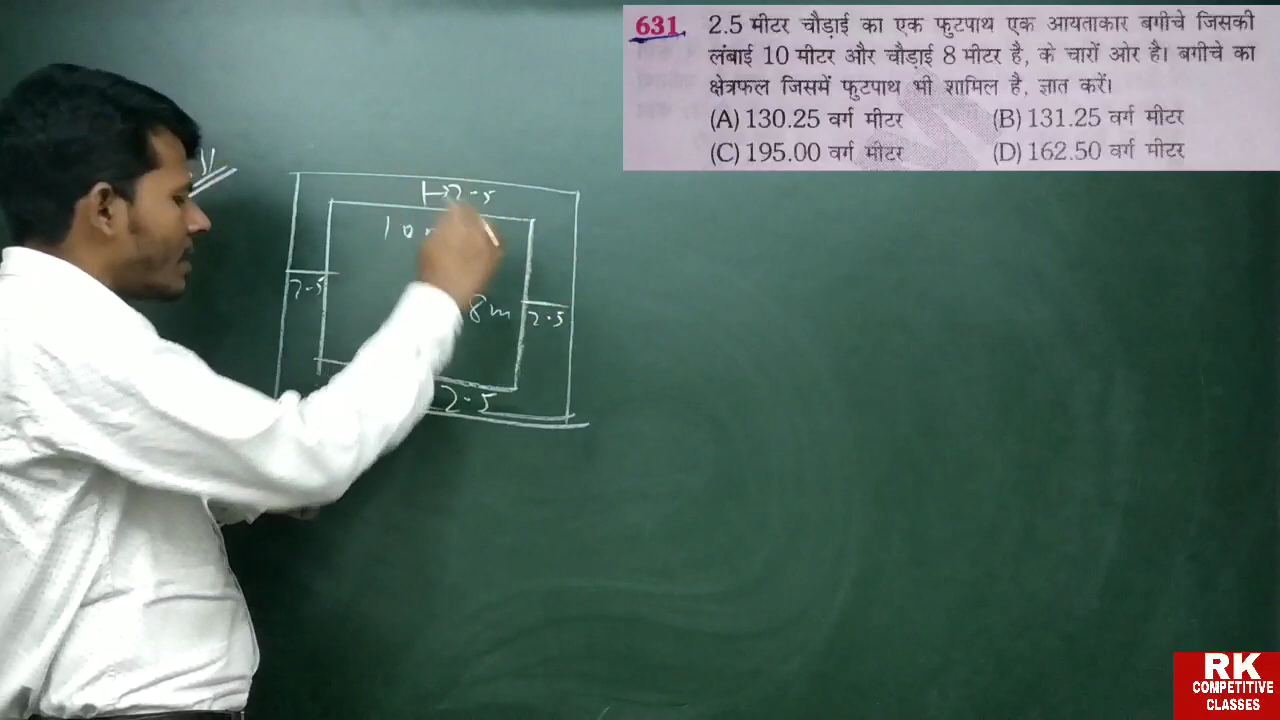 631. 2.5 मीटर चौड़ाई का एक फुटपाथ एक आयताकार बगीचे जिसकी
लंबाई 10 मीटर और चौड़ाई 8 मीटर है, के चारों ओर है। बगीचे का
क्षेत्रफल जिसमें फुटपाथ भी शामिल है, ज्ञात करें।
(A) 130.25 वर्ग मीटर (B) 131.25 वर्ग मीटर
(C) 195.00 वर्ग मीटर (D) 162.50 वर्ग मीटर
2.5
10
2.5
8m
2.5
2.5
RK
COMPETITIVE
CLASSES